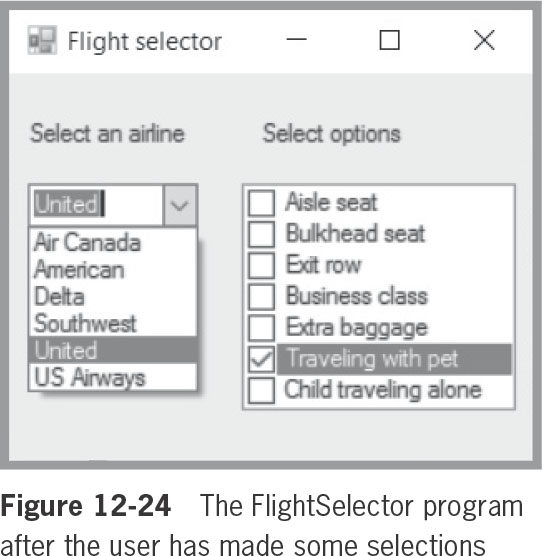 Flight selector
Select an airline
Select options
United
Air Canada
American
Delta
Southwest
United
US Airways
Aisle seat
Bulkhead seat
Exit row
Business class
Extra baggage
Traveling with pet
Child traveling alone
Figure 12-24 The FlightSelector program
after the user has made some selections